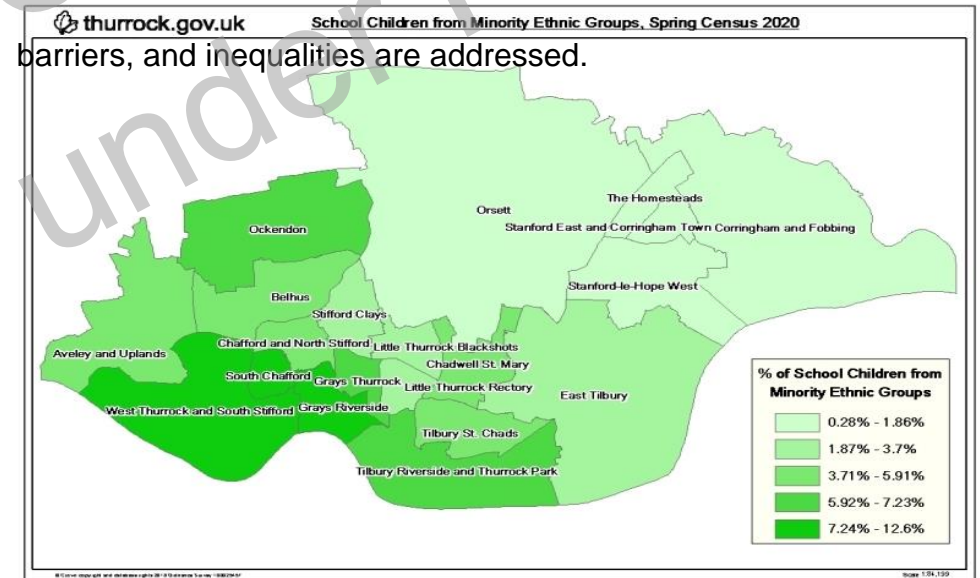 thurrock.gov.uk
School Children from Minority Ethnic Groups, Spring Census 2020
barriers, and inequalities are addressed.
under
The Homesteads
Orsett
Stanford East and Corringham Town Corringham and Fobbing
Ockendon
Stanford-le-Hope West
Belhus
Stifford Clays
Chafford and North Stifford
Little Thurrock Blackshots
Aveley and Uplands
Chadwell St. Mary
South Chafford
Grays Thurrock
Little Thurrock Rectory
East Tilbury
West Thurrock and South Stifford
Grays Riverside
Tilbury St. Chads
Tilbury Riverside and Thurrock Park
% of School Children from
Minority Ethnic Groups
0.28% - 1.86%
1.87% - 3.7%
3.71% - 5.91%
5.92% - 7.23%
7.24% - 12.6%